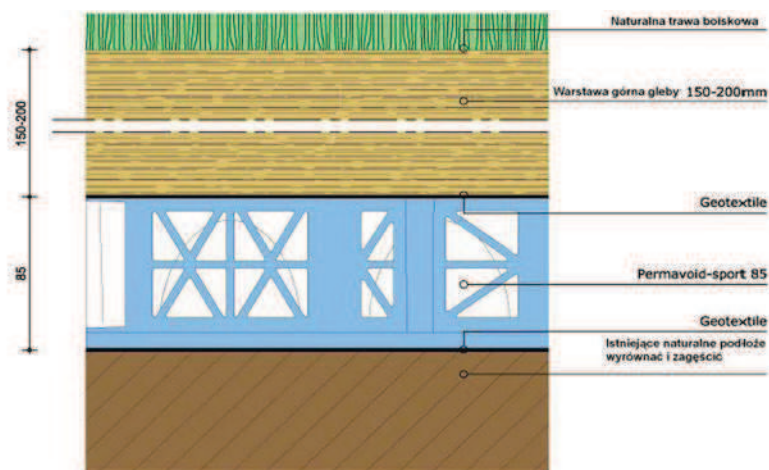 Naturalna trawa boiskowa
Warstawa górna gleby 150-200mm
150-200
Geotextile
Permavoid-sport 85
85
Geotextile
Istniejące naturalne podłoże
wyrównać i zagęścić